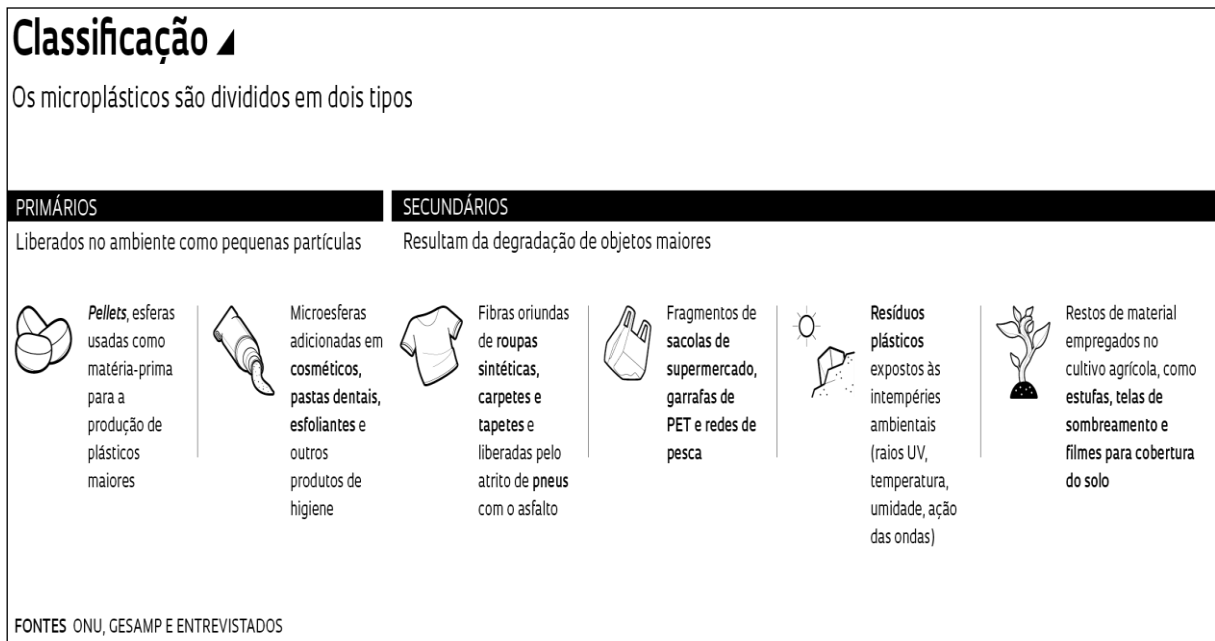 Classificação
Os microplásticos são divididos em dois tipos
PRIMÁRIOS
Liberados no ambiente como pequenas partículas
Pellets, esferas
usadas como
matéria-prima
para a
produção de
plásticos
maiores
Microesferas
adicionadas em
cosméticos,
pastas dentais,
esfoliantes e
outros
produtos de
higiene
SECUNDÁRIOS
Resultam da degradação de objetos maiores
Fibras oriundas
de roupas
sintéticas,
carpetes e
tapetes e
liberadas pelo
atrito de pneus
com o asfalto
Fragmentos de
sacolas de
supermercado,
garrafas de
PET e redes de
pesca
Resíduos
plásticos
expostos às
intempéries
ambientais
(raios UV,
temperatura,
umidade, ação
das ondas)
Restos de material
empregados no
cultivo agrícola, como
estufas, telas de
sombreamento e
filmes para cobertura
do solo
FONTES ONU, GESAMP E ENTREVISTADOS